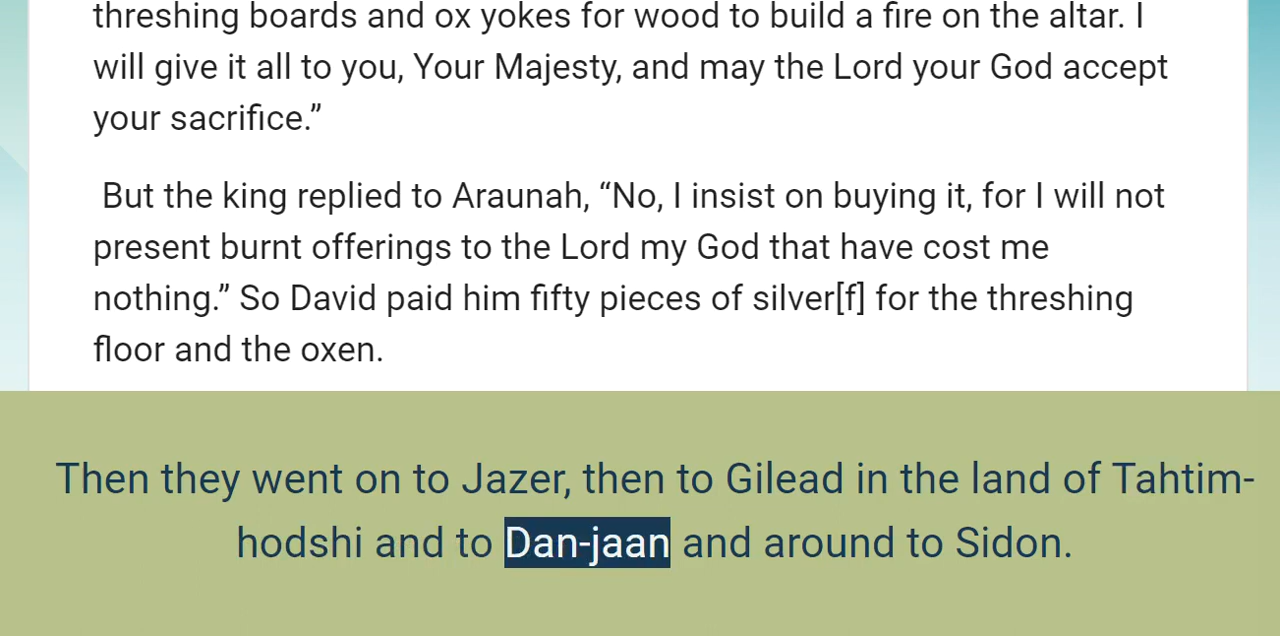 threshing boards and ox yokes for wood to build a fire on the altar. I
will give it all to you, Your Majesty, and may the Lord your God accept
your sacrifice.”
But the king replied to Araunah, “No, I insist on buying it, for I will not
present burnt offerings to the Lord my God that have cost me
nothing.” So David paid him fifty pieces of silver[f] for the threshing
floor and the oxen.
Then they went on to Jazer, then to Gilead in the land of Tahtim-
hodshi and to Dan-jaan and around to Sidon.